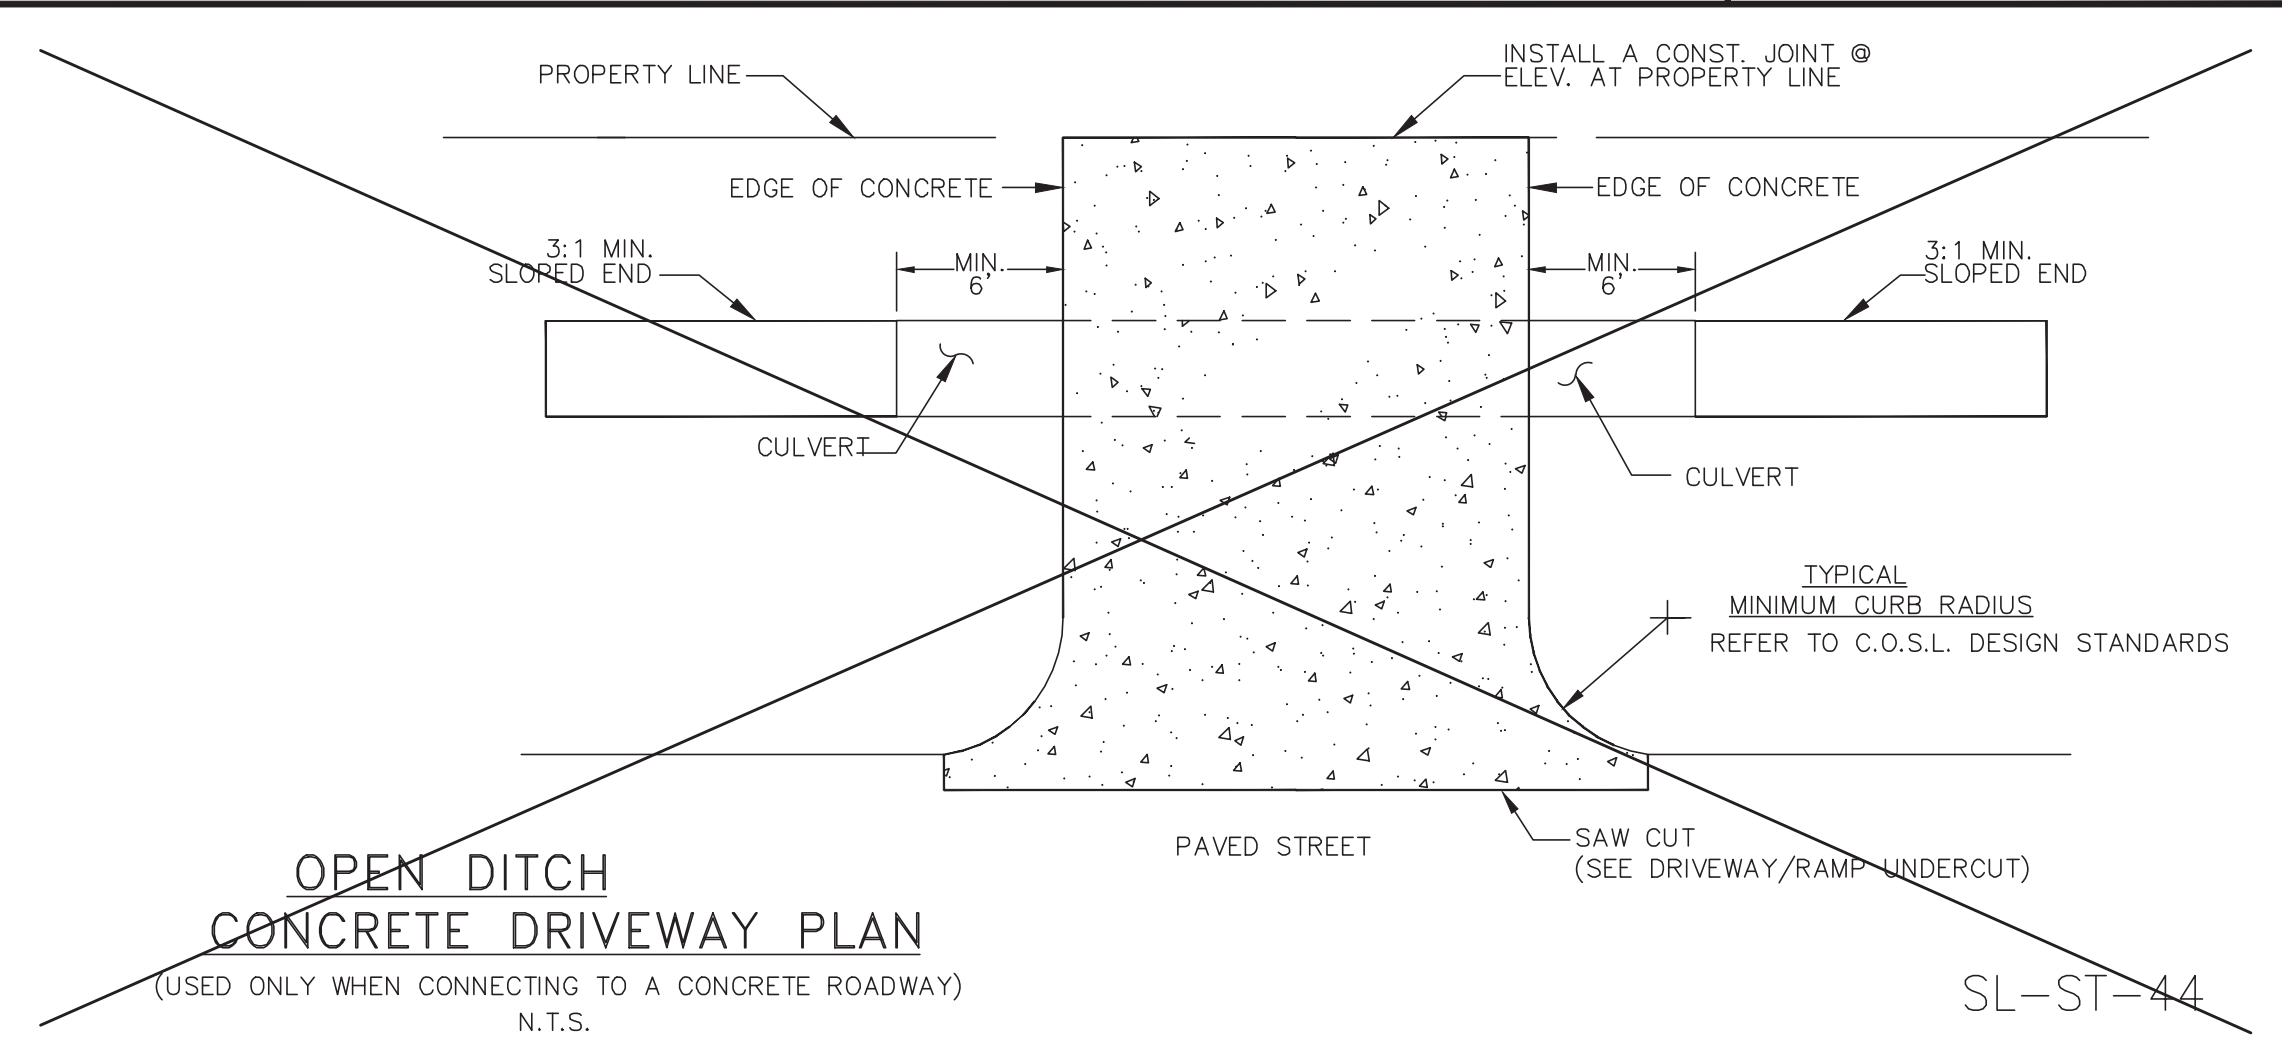 INSTALL A CONST. JOINT @
ELEV. AT PROPERTY LINE
PROPERTY LINE
EDGE OF CONCRETE
EDGE OF CONCRETE
3:1 MIN.
SLOPED END
MIN.
6'
MIN.
6'
3:1 MIN.
SLOPED END
CULVERT
CULVERT
TYPICAL
MINIMUM CURB RADIUS
REFER TO C.O.S.L. DESIGN STANDARDS
PAVED STREET
SAW CUT
(SEE DRIVEWAY/RAMP UNDERCUT)
OPEN DITCH
CONCRETE DRIVEWAY PLAN
(USED ONLY WHEN CONNECTING TO A CONCRETE ROADWAY)
N.T.S.
SL-ST-44